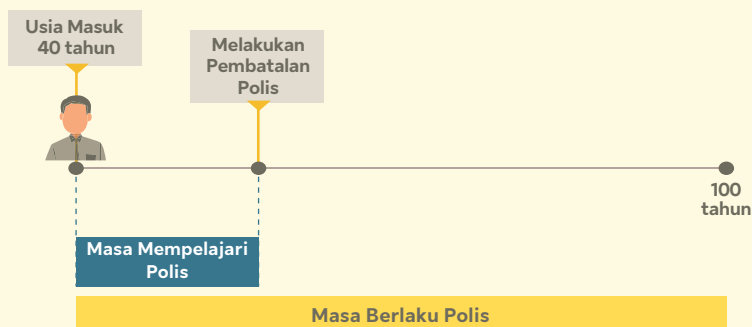 Usia Masuk
40 tahun
Melakukan
Pembatalan
Polis
100
tahun
Masa Mempelajari
Polis
Masa Berlaku Polis